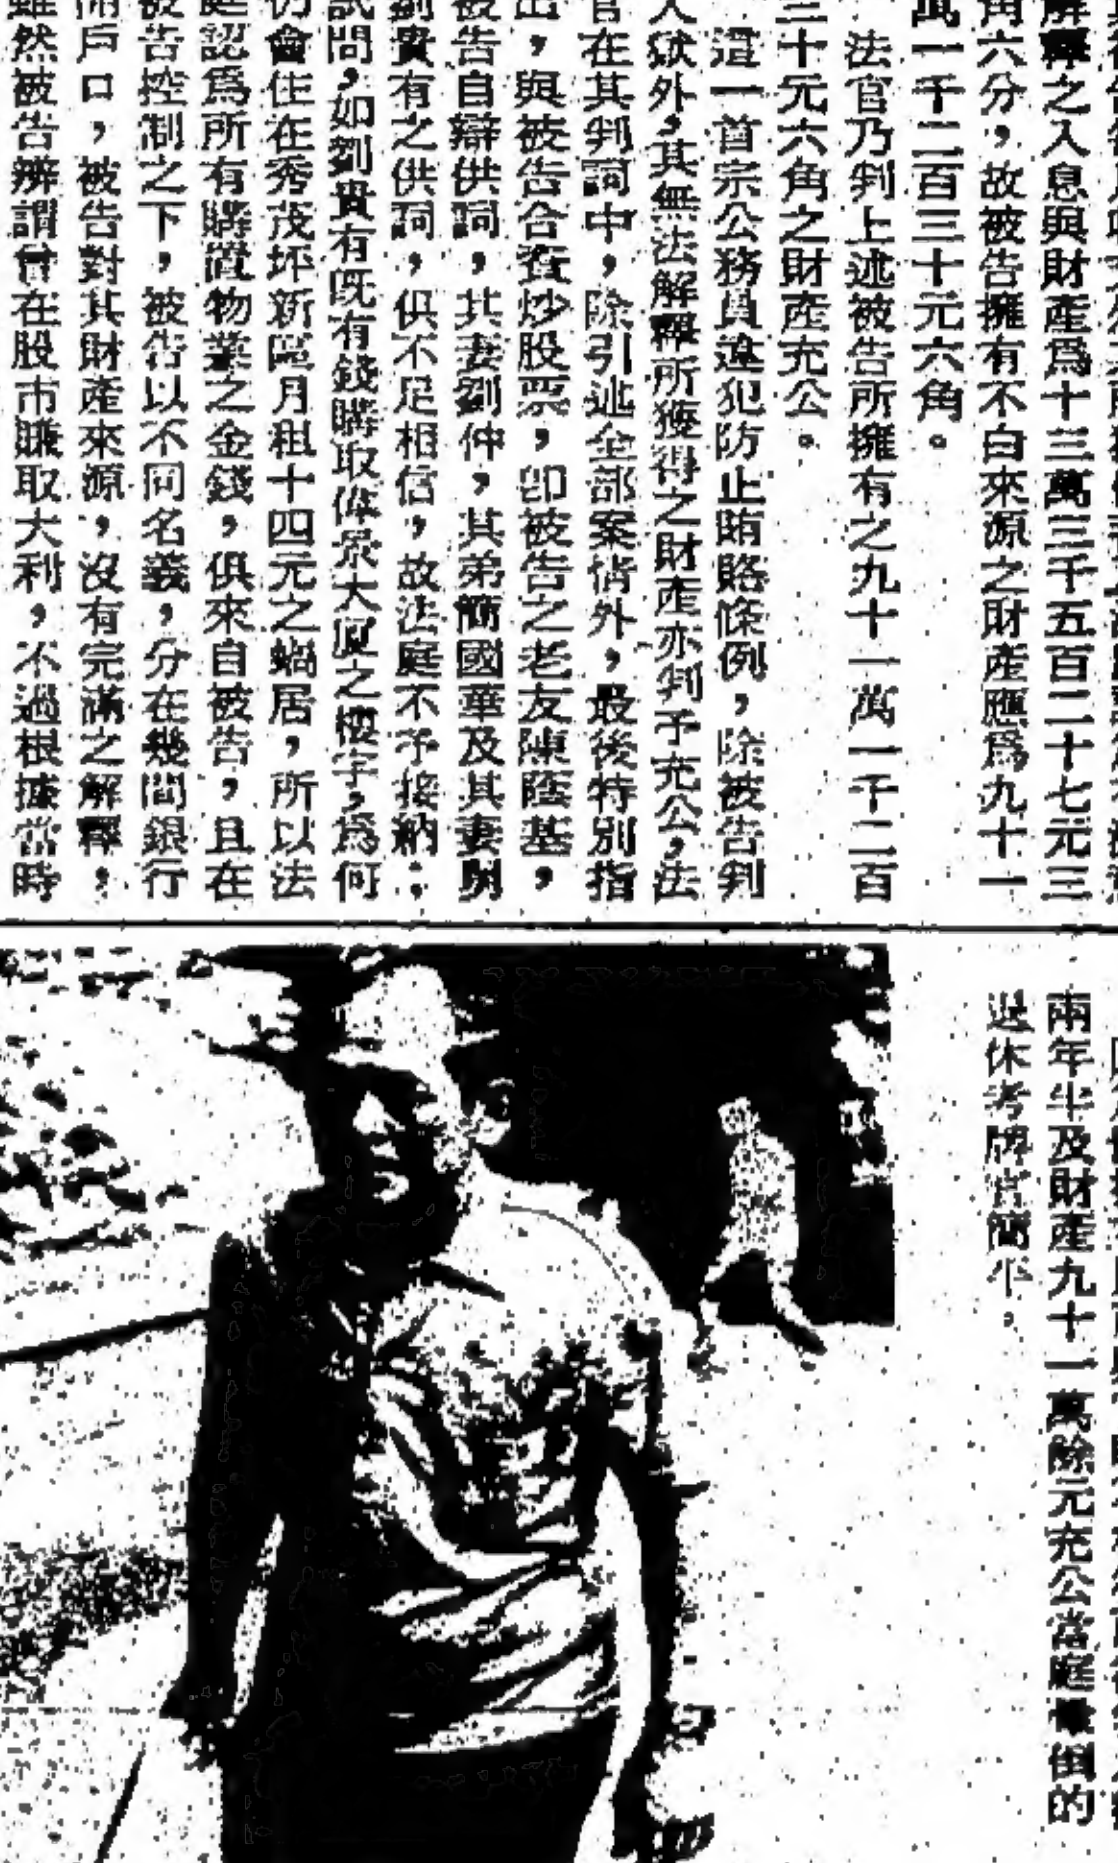 解釋之入息與財產爲十三萬三千五百二十七元三
角六分，故被告擁有不白來源之財產應爲九十一
萬一千二百三十元六角。
法官乃判上述被告所擁有之九十一萬一千二百
三十元六角之財產充公。
這一首宗公務員違犯防止賄賂條例，除被告判
入獄外，其無法解釋所獲得之財產亦判予充公，法
官在其判詞中，除引述全部案情外，最後特別指
出，與被告合資炒股票，卽被告之老友陳蔭基，
被告自辯供詞，其妻劉仲，其弟簡國華及其妻舅
劉貴有之供詞，俱不足相信，故法庭不予接納；
試問，如劉貴有既有錢購取偉景大厦之樓宇，爲何
仍會住在秀茂坪新區月租十四元之蝸居，所以法
庭認爲所有購置物業之金錢，俱來自被告，且在
被告控制之下，被告以不同名義，分在幾間銀行
開戶口，被告對其財產來源，沒有完滿之解釋，
雖然被告辨謂曾在股市賺取大利，不過根據當時
兩年半及財產九十一萬餘元充公當庭暈倒的
退休考牌官簡